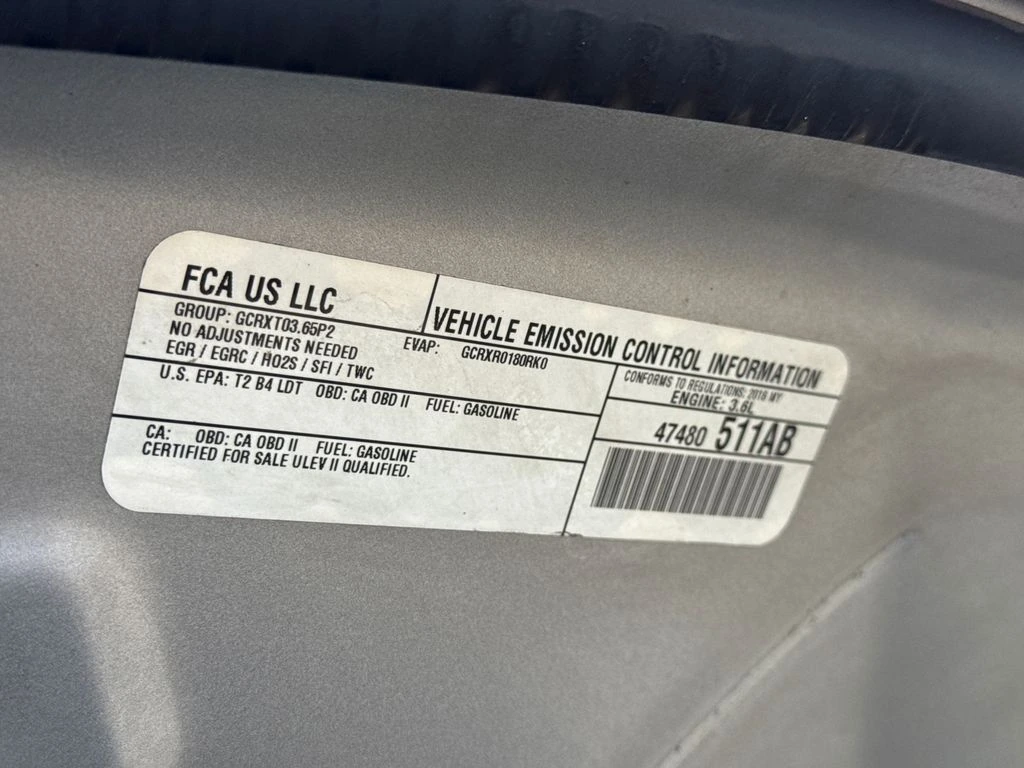 FCA US LLC
VEHICLE EMISSION CONTROL INFORMATION
GROUP: GCRXT03.65P2
EVAP: GCRXR0180RK0
NO ADJUSTMENTS NEEDED
EGR / EGRC / HO2S / SFI / TWC
CONFORMS TO REGULATIONS: 2016 MY
ENGINE: 3.6L
U.S. EPA: T2 B4 LDT OBD: CA OBD II FUEL: GASOLINE
47480 511AB
CA: OBD: CA OBD II FUEL: GASOLINE
CERTIFIED FOR SALE ULEV II QUALIFIED.